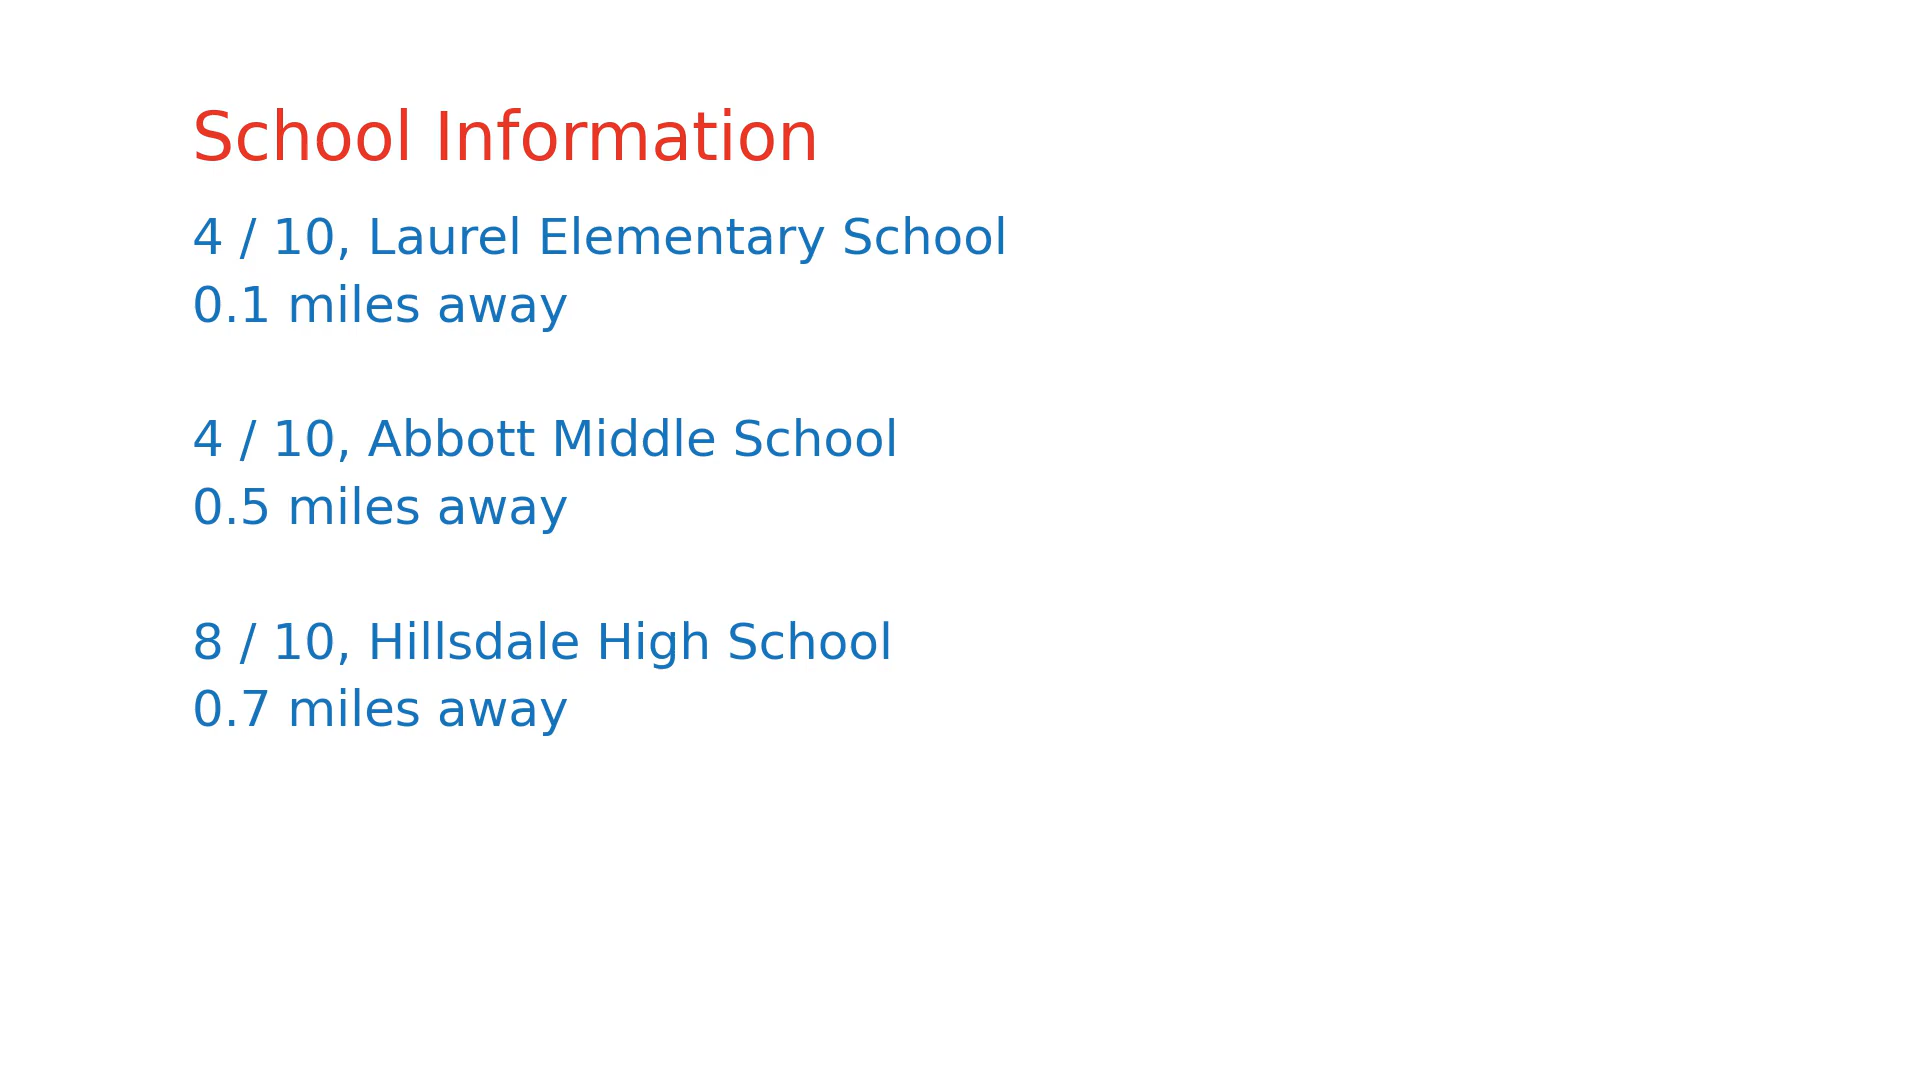 School Information
4 / 10, Laurel Elementary School
0.1 miles away
4 / 10, Abbott Middle School
0.5 miles away
8 / 10, Hillsdale High School
0.7 miles away